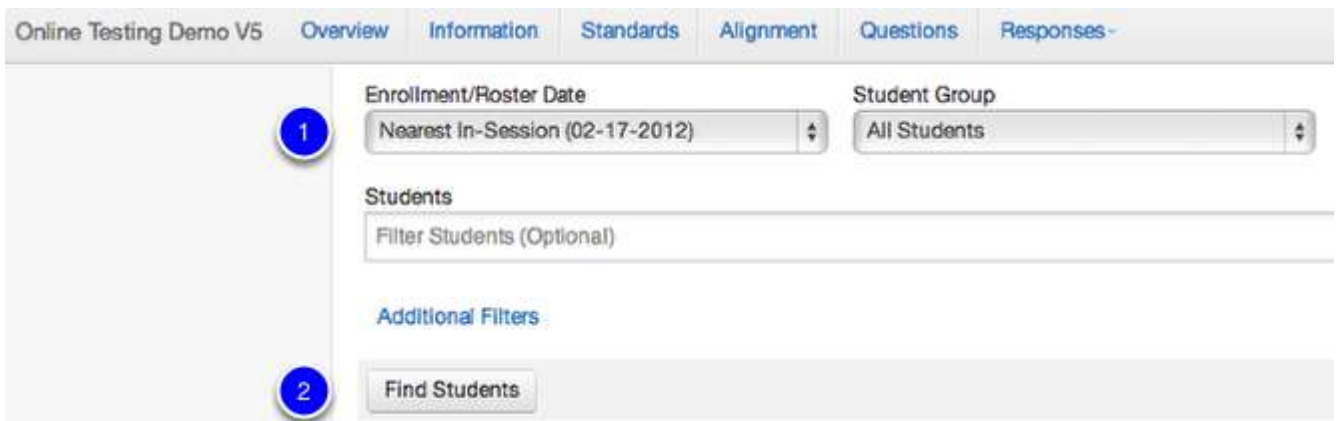 Online Testing Demo V5 Overview Information Standards Alignment Questions Responses
Enrollment/Roster Date Student Group
1 Nearest In-Session (02-17-2012) All Students
Students
Filter Students (Optional)
Additional Filters
2 Find Students